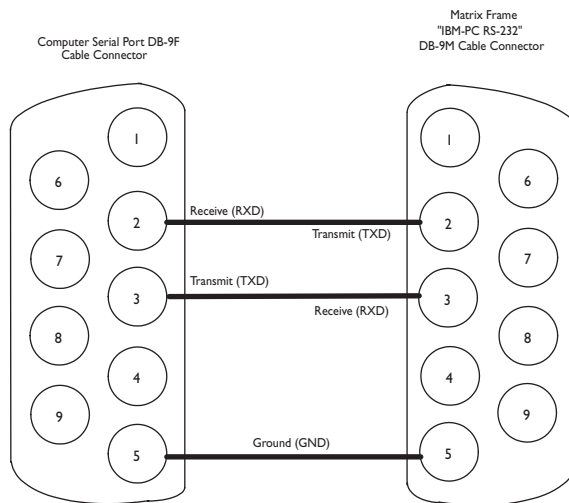 Computer Serial Port DB-9F
Cable Connector
Matrix Frame
"IBM-PC RS-232"
DB-9M Cable Connector
1
6
2
7
3
8
4
9
5
Receive (RXD)
Transmit (TXD)
Transmit (TXD)
Receive (RXD)
Ground (GND)
1
6
2
7
3
8
4
9
5